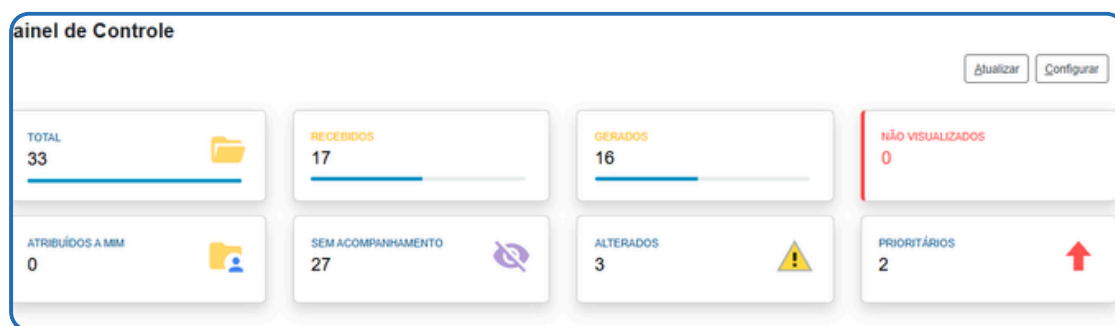 ainel de Controle
Atualizar Configurar
TOTAL
33
RECEBIDOS
17
GERADOS
16
NÃO VISUALIZADOS
0
ATRIBUÍDOS A MIM
0
SEM ACOMPANHAMENTO
27
ALTERADOS
3
PRIORITÁRIOS
2